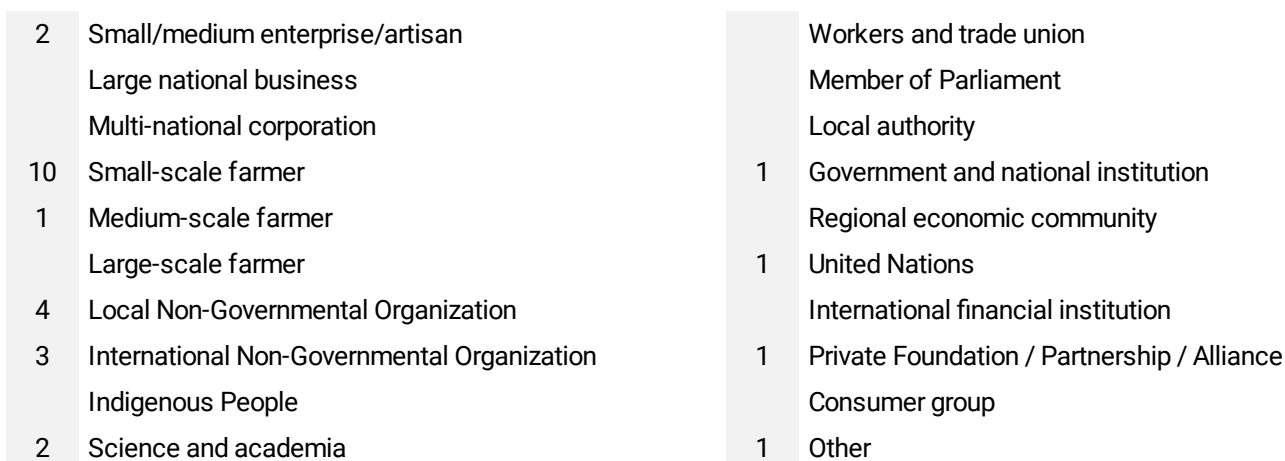 2 Small/medium enterprise/artisan
Large national business
Multi-national corporation
10 Small-scale farmer
1 Medium-scale farmer
Large-scale farmer
4 Local Non-Governmental Organization
3 International Non-Governmental Organization
Indigenous People
2 Science and academia
Workers and trade union
Member of Parliament
Local authority
1 Government and national institution
Regional economic community
1 United Nations
International financial institution
1 Private Foundation / Partnership / Alliance
Consumer group
1 Other